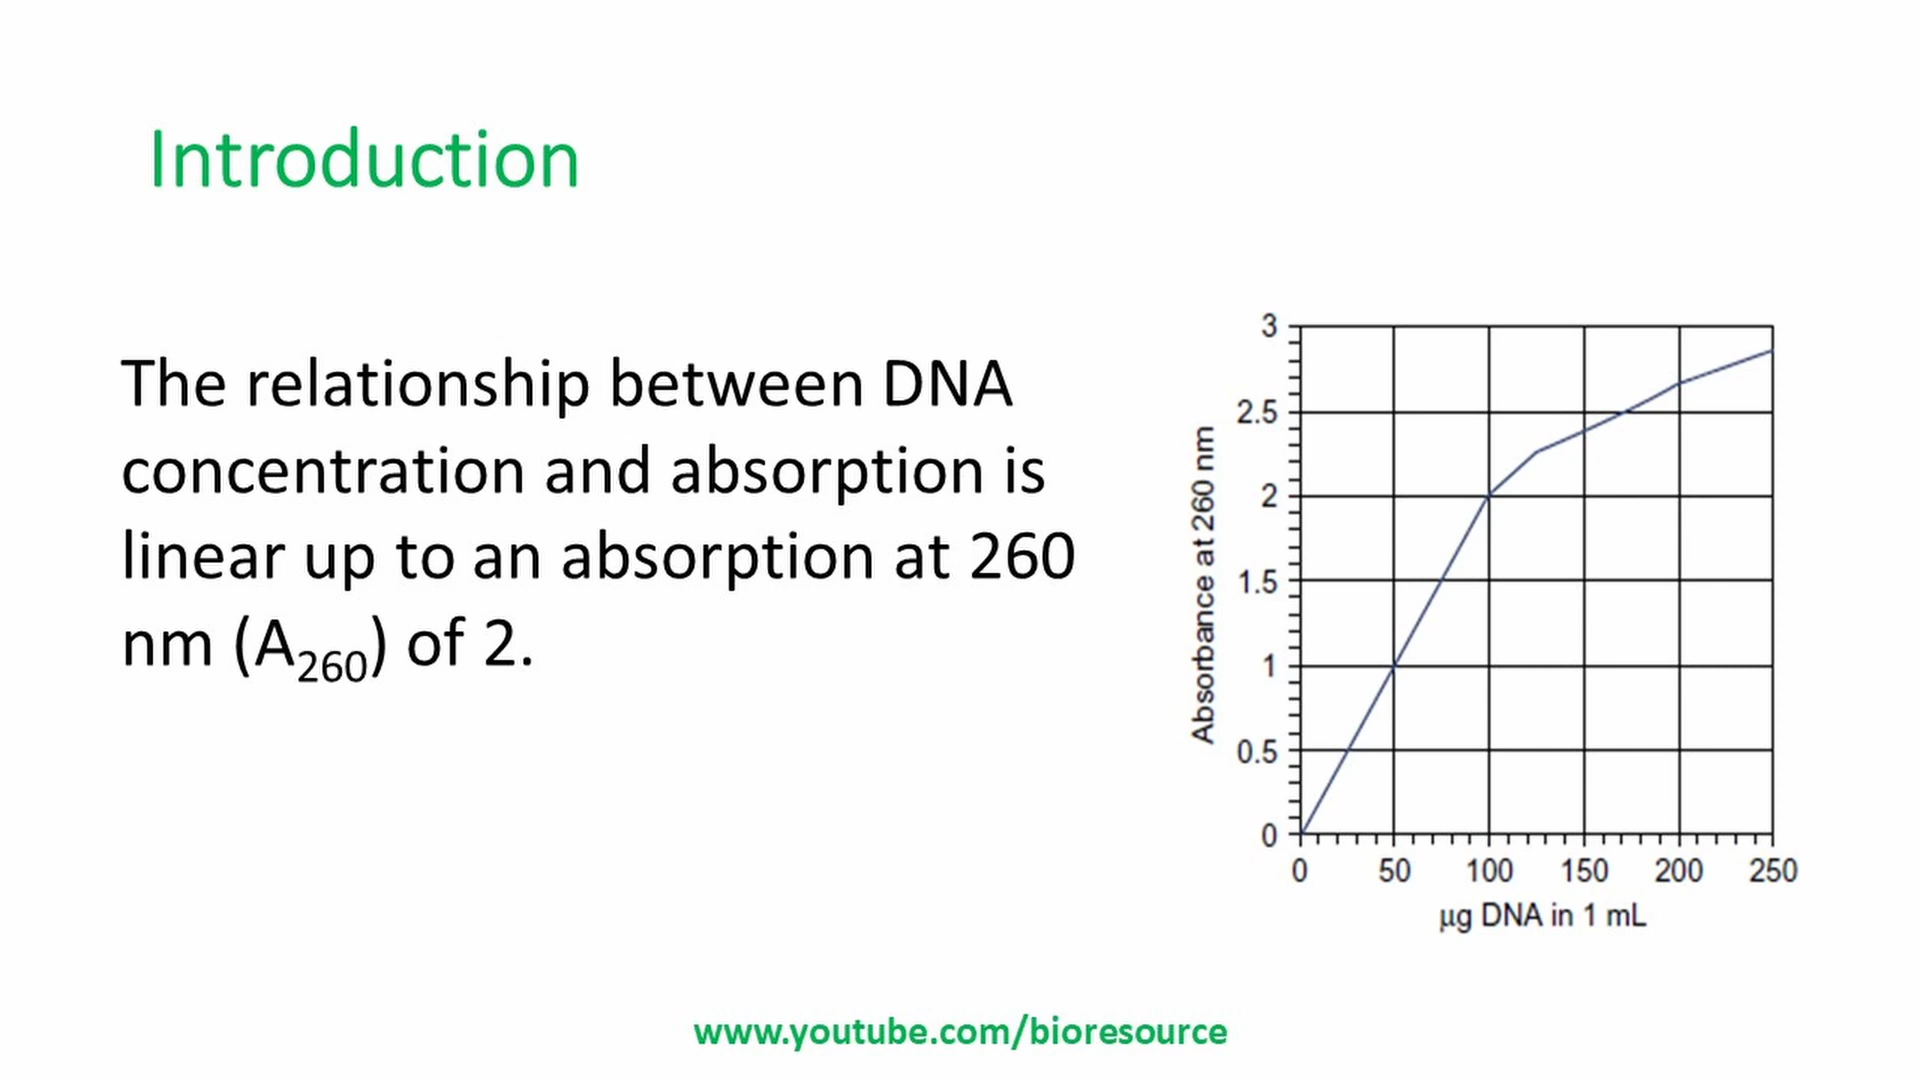 Introduction
The relationship between DNA
concentration and absorption is
linear up to an absorption at 260
nm (A260) of 2.
Absorbance at 260 nm
3
2.5
2
1.5
1
0.5
0
0 50 100 150 200 250
µg DNA in 1 mL
www.youtube.com/bioresource